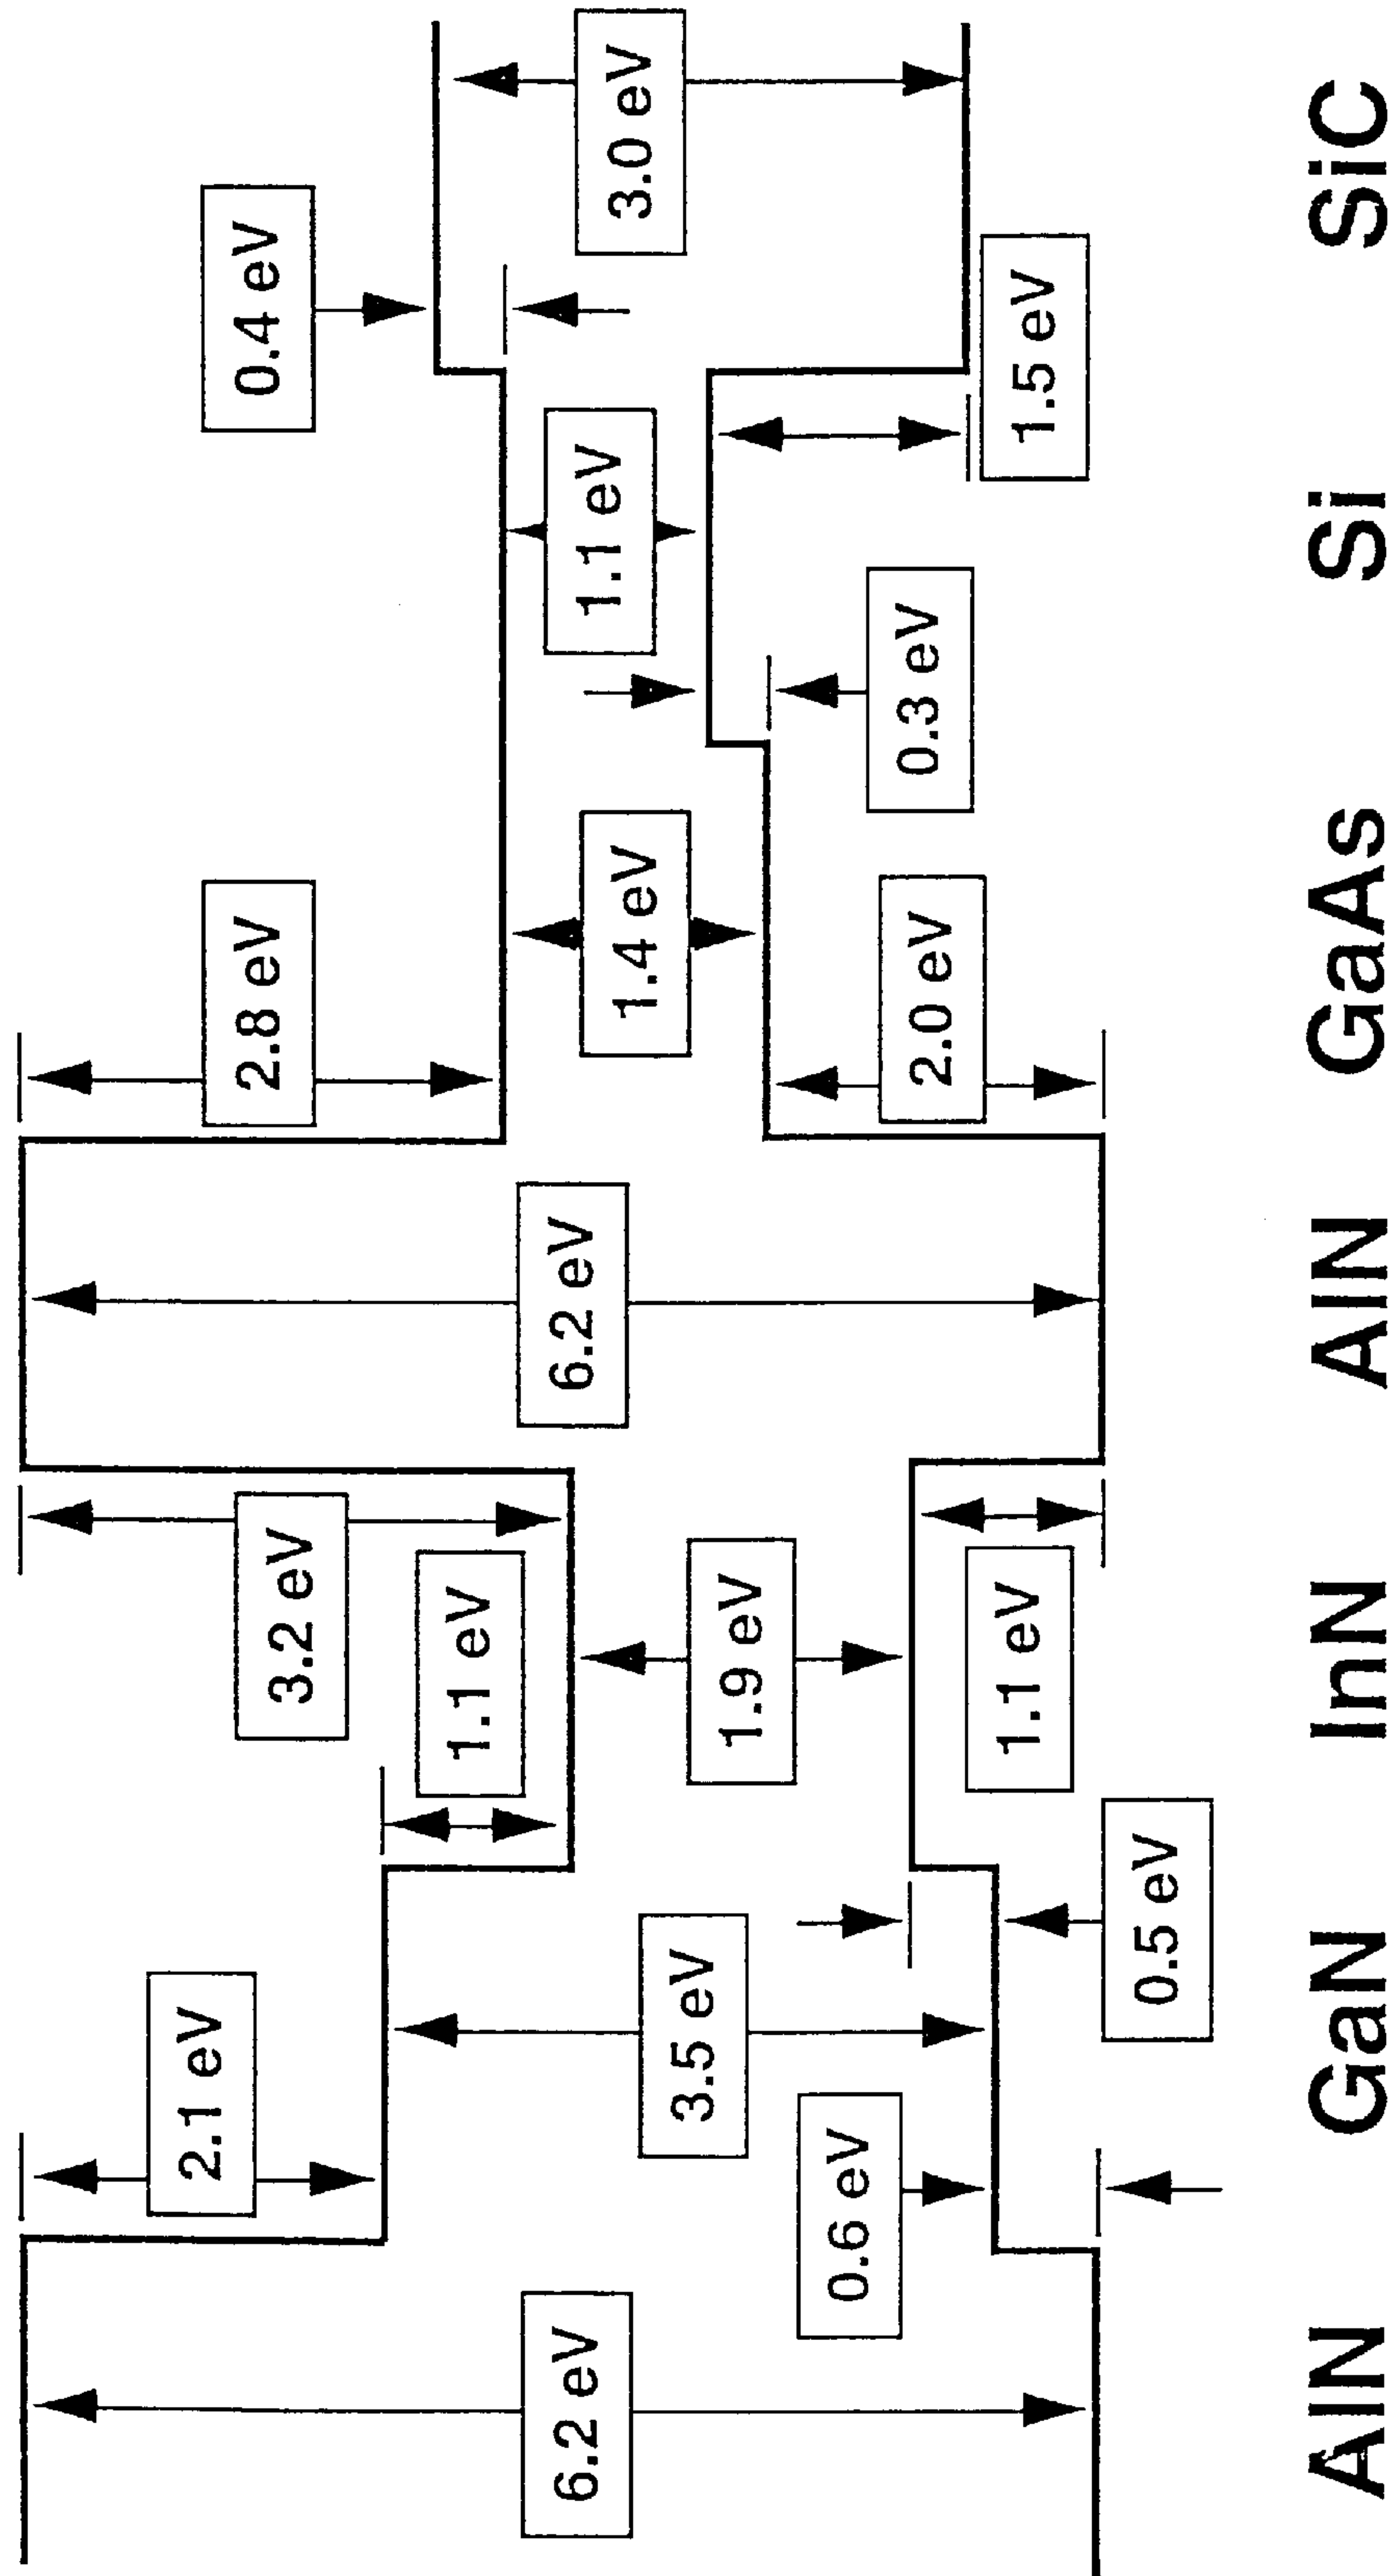 6.2 eV
2.1 eV
0.6 eV
3.5 eV
0.5 eV
1.1 eV
3.2 eV
1.9 eV
1.1 eV
6.2 eV
2.8 eV
1.4 eV
2.0 eV
0.3 eV
1.1 eV
1.5 eV
0.4 eV
3.0 eV
AlN GaN InN AlN GaAs Si SiC